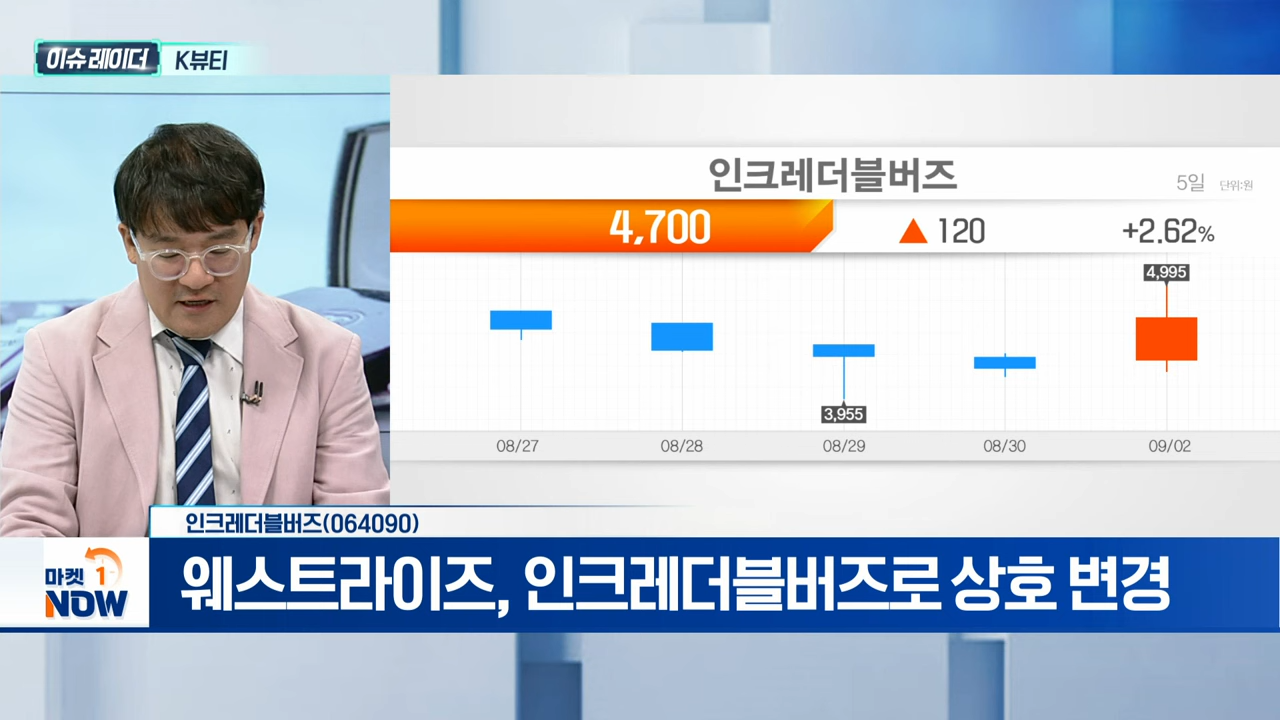 이슈레이더 K뷰티
인크레더블버즈
5일 단위:원
4,700 ▲ 120 +2.62%
4,995
3,955
08/27 08/28 08/29 08/30 09/02
인크레더블버즈(064090)
마켓 1
NOW
웨스트라이즈, 인크레더블버즈로 상호 변경